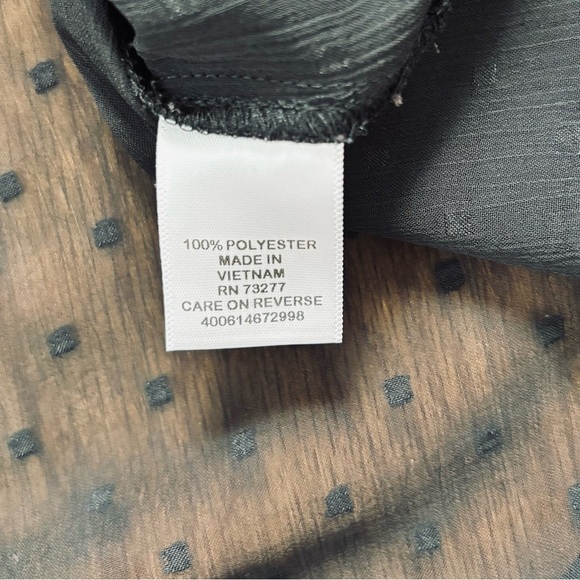 100% POLYESTER
MADE IN
VIETNAM
RN 73277
CARE ON REVERSE
400614672998